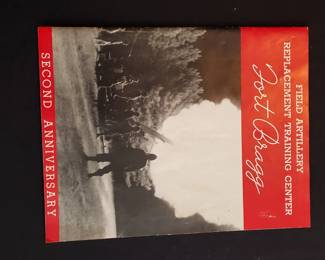 FIELD ARTILLERY
REPLACEMENT TRAINING CENTER
Fort Bragg
SECOND ANNIVERSARY